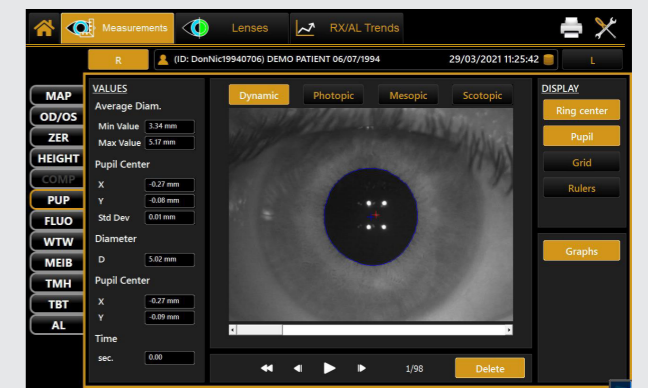 Measurements Lenses RX/AL Trends
R (ID: DonNic19940706) DEMO PATIENT 06/07/1994 29/03/2021 11:25:42 L
MAP
OD/OS
ZER
HEIGHT
COMP
PUP
FLUO
WTW
MEIB
TMH
TBT
AL
VALUES
Average Diam.
Min Value 3.34 mm
Max Value 5.17 mm
Pupil Center
X -0.27 mm
Y -0.08 mm
Std Dev 0.01 mm
Diameter
D 5.02 mm
Pupil Center
X -0.27 mm
Y -0.09 mm
Time
sec. 0.00
Dynamic Photopic Mesopic Scotopic
1/98 Delete
DISPLAY
Ring center
Pupil
Grid
Rulers
Graphs